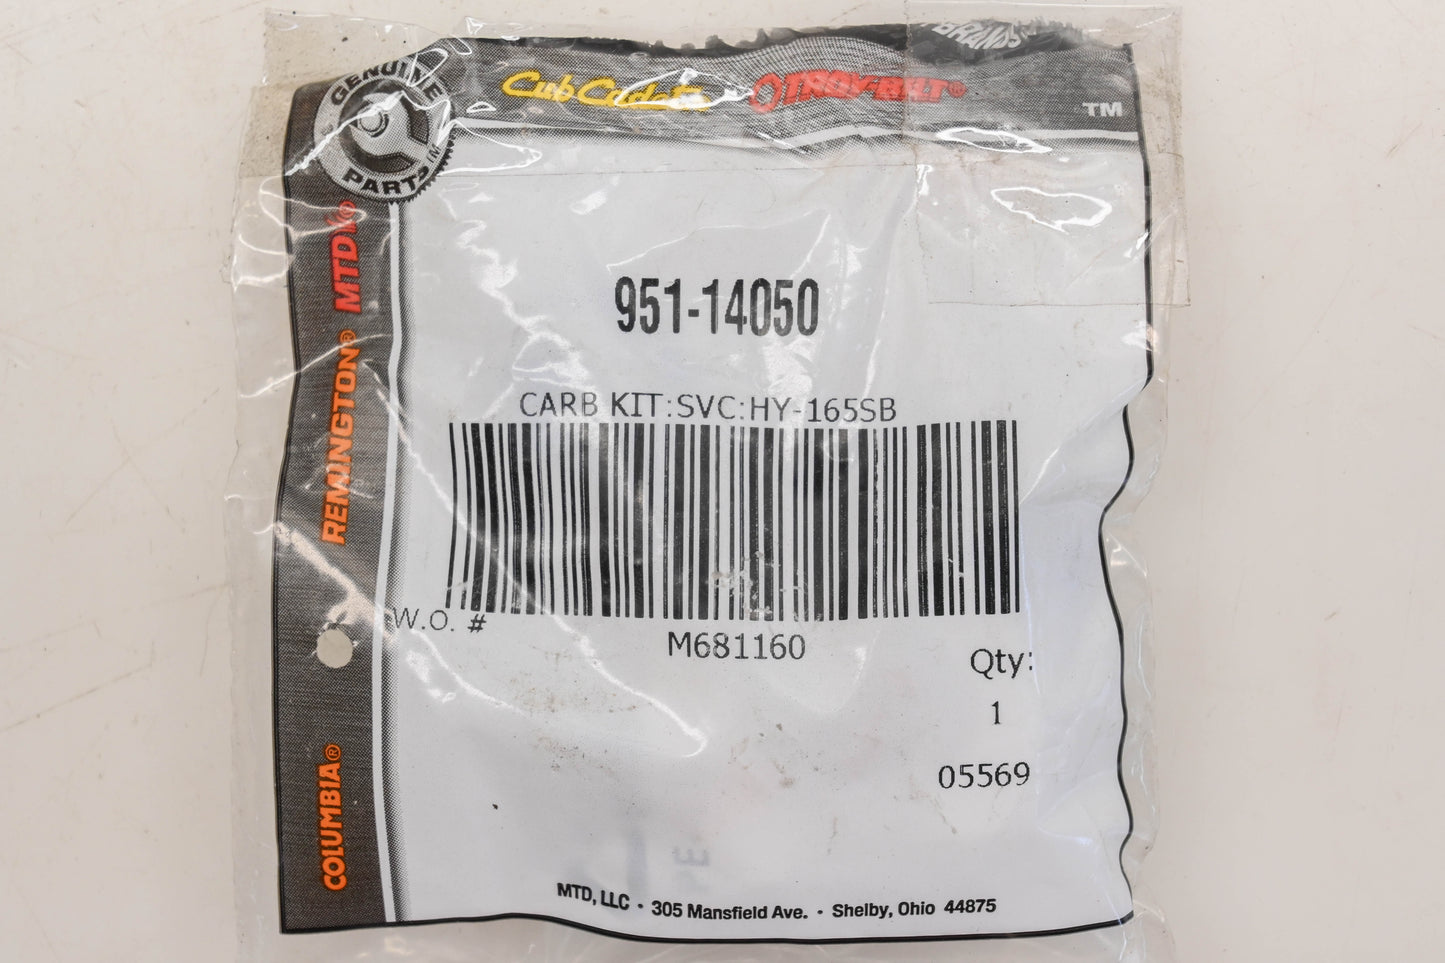 BRANDS
Cub Cadet
TROY-BILT®
TM
GENUINE
PARTS
MTD®
REMINGTON®
COLUMBIA®
951-14050
CARB KIT:SVC:HY-165SB
W.O. #
M681160
Qty:
1
05569
MTD, LLC • 305 Mansfield Ave. • Shelby, Ohio 44875